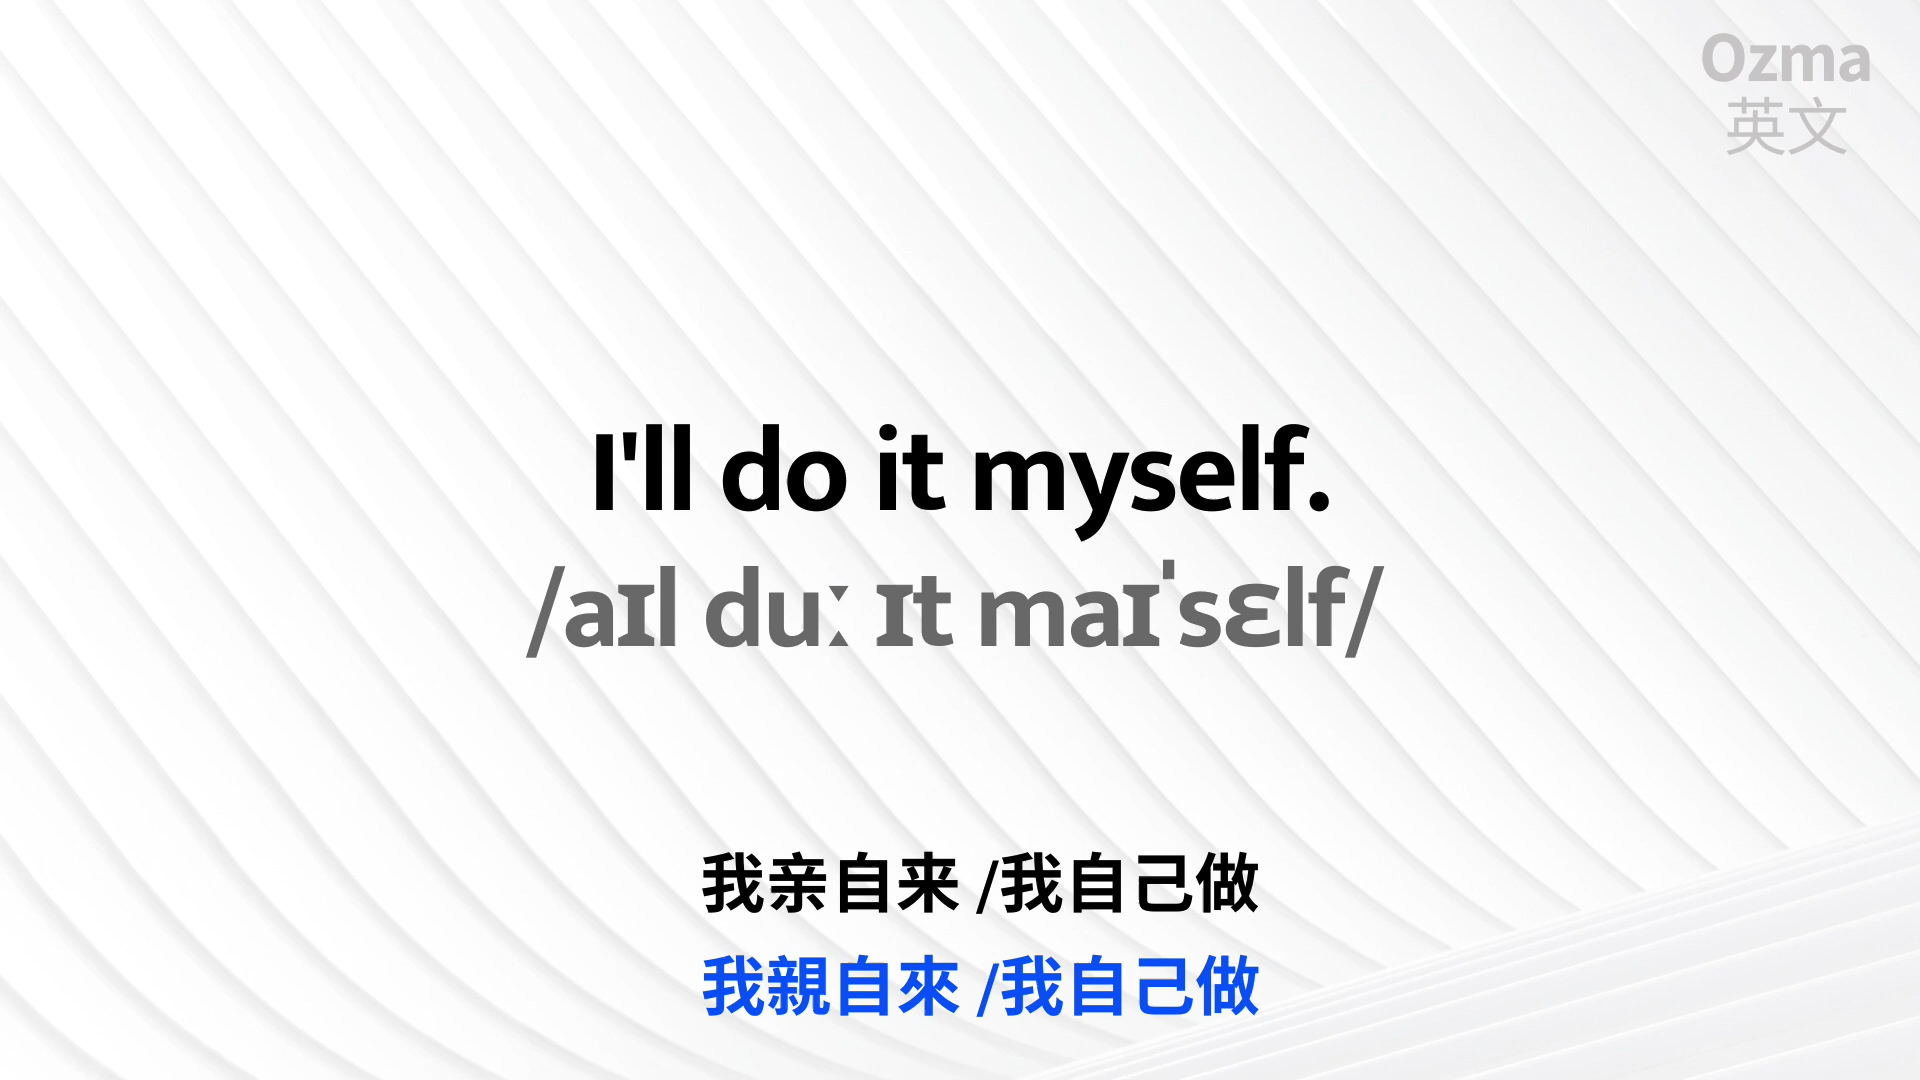 Ozma
英文
I'll do it myself.
/aɪl duː ɪt maɪˈsɛlf/
我亲自来 /我自己做
我親自來 /我自己做